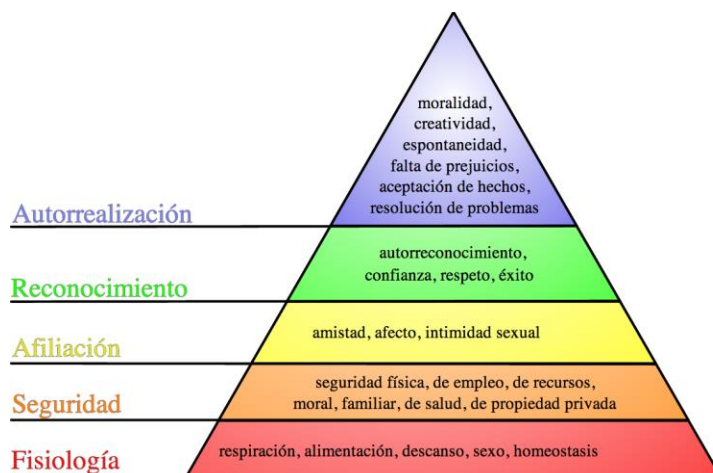 moralidad,
creatividad,
espontaneidad,
falta de prejuicios,
aceptación de hechos,
resolución de problemas
Autorrealización
autorreconocimiento,
confianza, respeto, éxito
Reconocimiento
amistad, afecto, intimidad sexual
Afiliación
seguridad física, de empleo, de recursos,
moral, familiar, de salud, de propiedad privada
Seguridad
respiración, alimentación, descanso, sexo, homeostasis
Fisiología